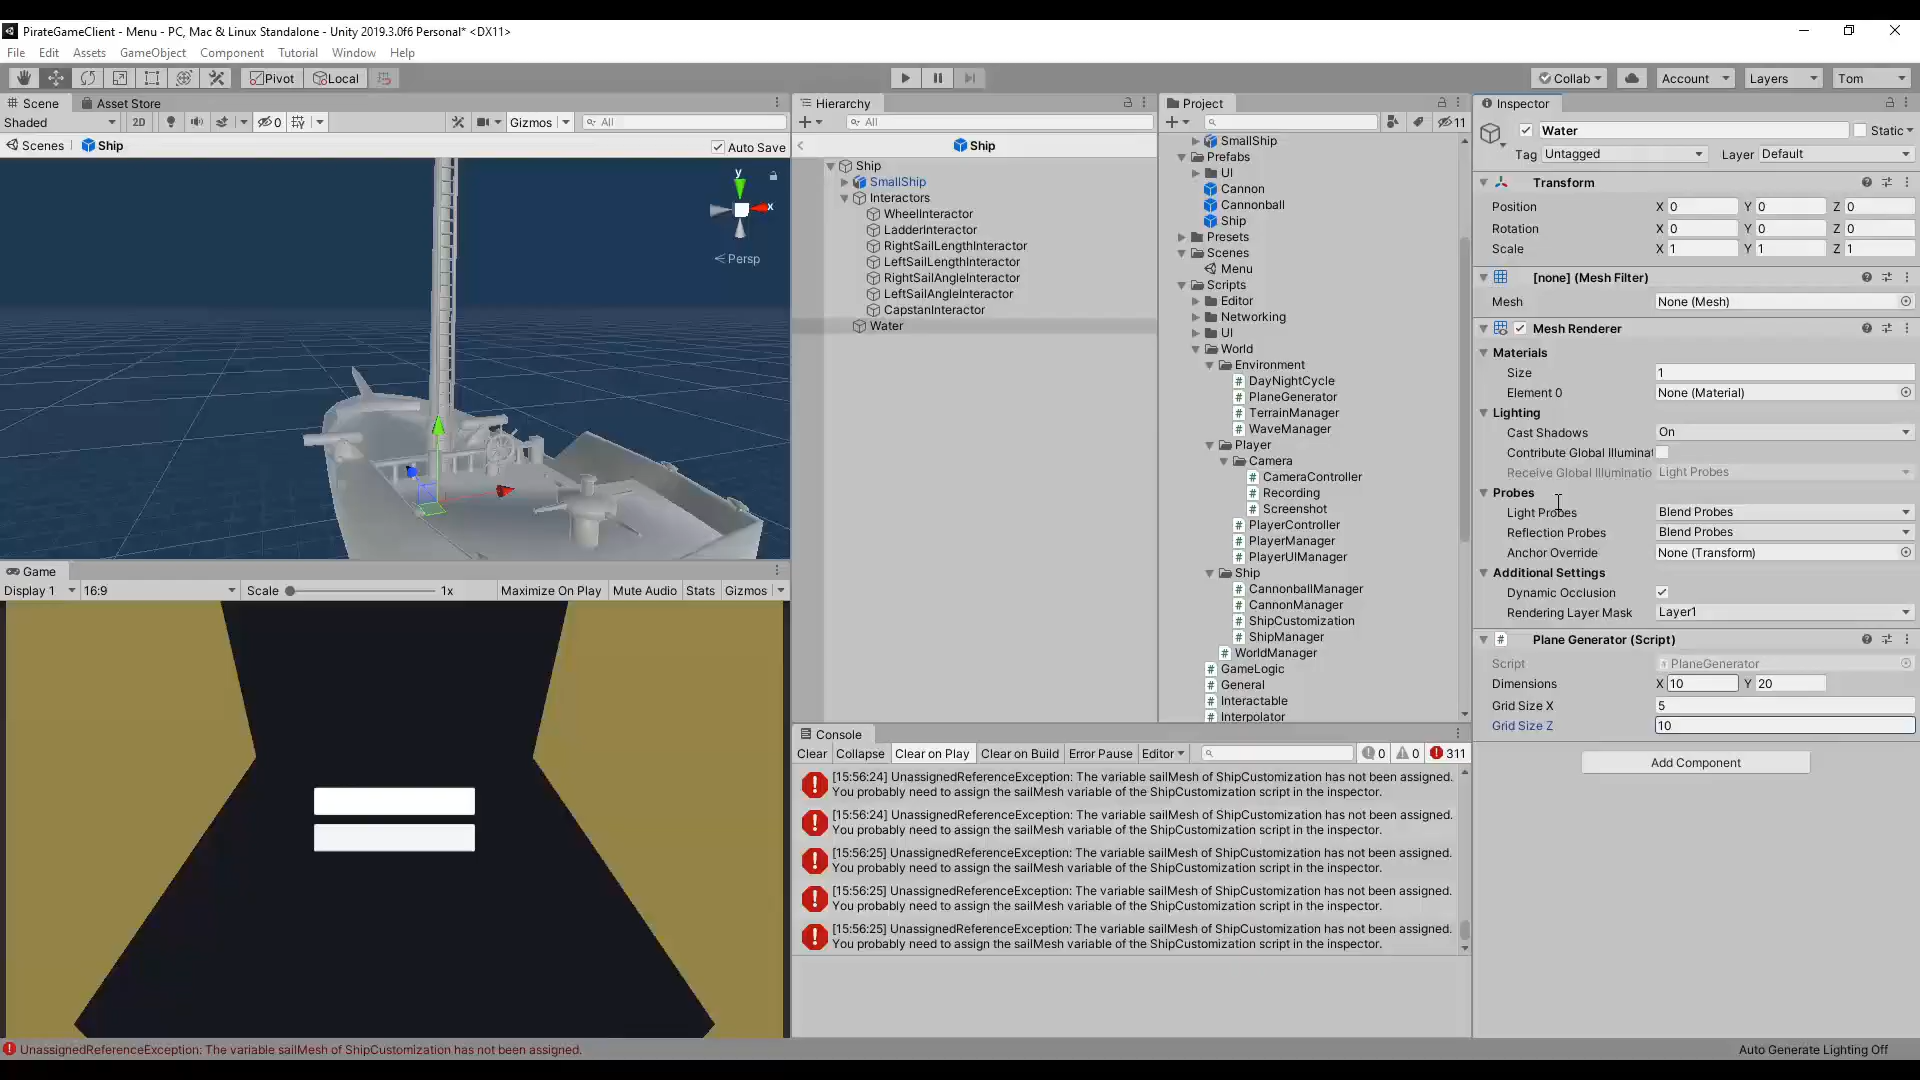 PirateGameClient - Menu - PC, Mac & Linux Standalone - Unity 2019.3.0f6 Personal* <DX11>
File Edit Assets GameObject Component Tutorial Window Help
Pivot Local Collab Account Layers Tom
Scene Asset Store
Shaded 2D 0 Gizmos All
Scenes Ship Auto Save
y
x
Persp
Game
Display 1 16:9 Scale 1x Maximize On Play Mute Audio Stats Gizmos
Hierarchy
All
Ship
Ship
SmallShip
Interactors
WheelInteractor
LadderInteractor
RightSailLengthInteractor
LeftSailLengthInteractor
RightSailAngleInteractor
LeftSailAngleInteractor
CapstanInteractor
Water
Project
11
SmallShip
Prefabs
UI
Cannon
Cannonball
Ship
Presets
Scenes
Menu
Scripts
Editor
Networking
UI
World
Environment
DayNightCycle
PlaneGenerator
TerrainManager
WaveManager
Player
Camera
CameraController
Recording
Screenshot
PlayerController
PlayerManager
PlayerUIManager
Ship
CannonballManager
CannonManager
ShipCustomization
ShipManager
WorldManager
GameLogic
General
Interactable
Interpolator
Console
Clear Collapse Clear on Play Clear on Build Error Pause Editor 0 0 311
[15:56:24] UnassignedReferenceException: The variable sailMesh of ShipCustomization has not been assigned.
You probably need to assign the sailMesh variable of the ShipCustomization script in the inspector.
[15:56:24] UnassignedReferenceException: The variable sailMesh of ShipCustomization has not been assigned.
You probably need to assign the sailMesh variable of the ShipCustomization script in the inspector.
[15:56:25] UnassignedReferenceException: The variable sailMesh of ShipCustomization has not been assigned.
You probably need to assign the sailMesh variable of the ShipCustomization script in the inspector.
[15:56:25] UnassignedReferenceException: The variable sailMesh of ShipCustomization has not been assigned.
You probably need to assign the sailMesh variable of the ShipCustomization script in the inspector.
[15:56:25] UnassignedReferenceException: The variable sailMesh of ShipCustomization has not been assigned.
You probably need to assign the sailMesh variable of the ShipCustomization script in the inspector.
Inspector
Water Static
Tag Untagged Layer Default
Transform
Position X 0 Y 0 Z 0
Rotation X 0 Y 0 Z 0
Scale X 1 Y 1 Z 1
[none] (Mesh Filter)
Mesh None (Mesh)
Mesh Renderer
Materials
Size 1
Element 0 None (Material)
Lighting
Cast Shadows On
Contribute Global Illuminat
Receive Global Illuminatio Light Probes
Probes
Light Probes Blend Probes
Reflection Probes Blend Probes
Anchor Override None (Transform)
Additional Settings
Dynamic Occlusion
Rendering Layer Mask Layer1
Plane Generator (Script)
Script PlaneGenerator
Dimensions X 10 Y 20
Grid Size X 5
Grid Size Z 10
Add Component
UnassignedReferenceException: The variable sailMesh of ShipCustomization has not been assigned.
Auto Generate Lighting Off